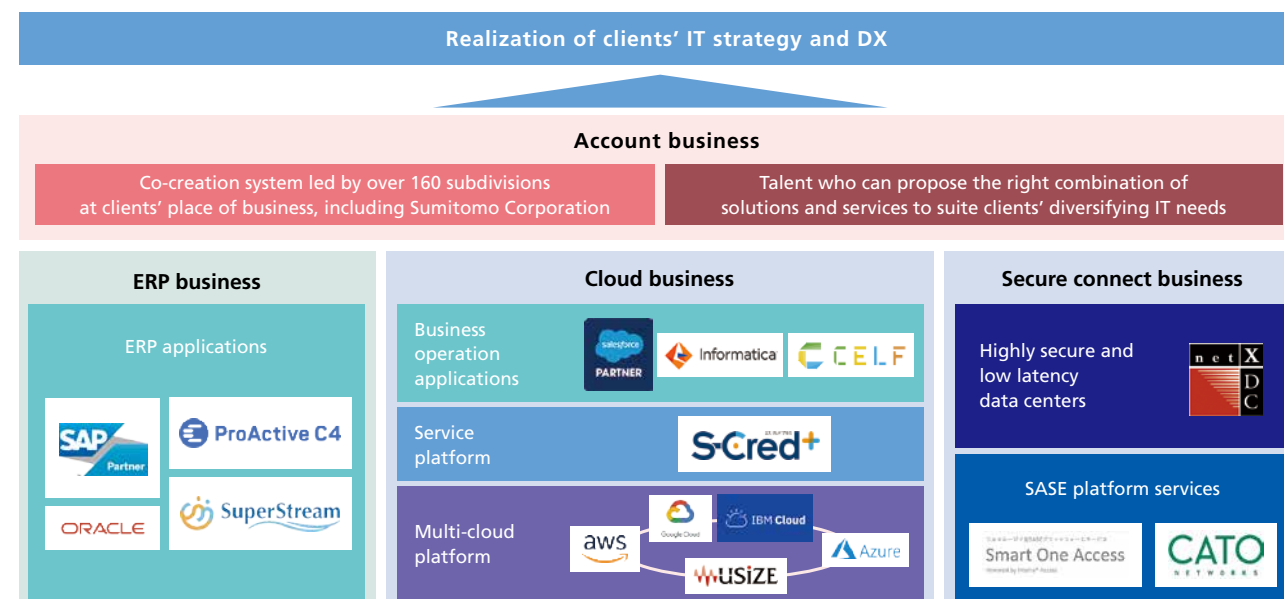 Realization of clients’ IT strategy and DX
Account business
Co-creation system led by over 160 subdivisions
at clients’ place of business, including Sumitomo Corporation
Talent who can propose the right combination of
solutions and services to suite clients’ diversifying IT needs
ERP business
ERP applications
SAP
Partner
ProActive C4
ORACLE
SuperStream
Cloud business
Business
operation
applications
salesforce
PARTNER
Informatica
CELF
Service
platform
S-Cred+
Multi-cloud
platform
aws
Google Cloud
IBM Cloud
Azure
USiZE
Secure connect business
Highly secure and
low latency
data centers
net X
D
C
SASE platform services
Smart One Access
CATO
NETWORKS